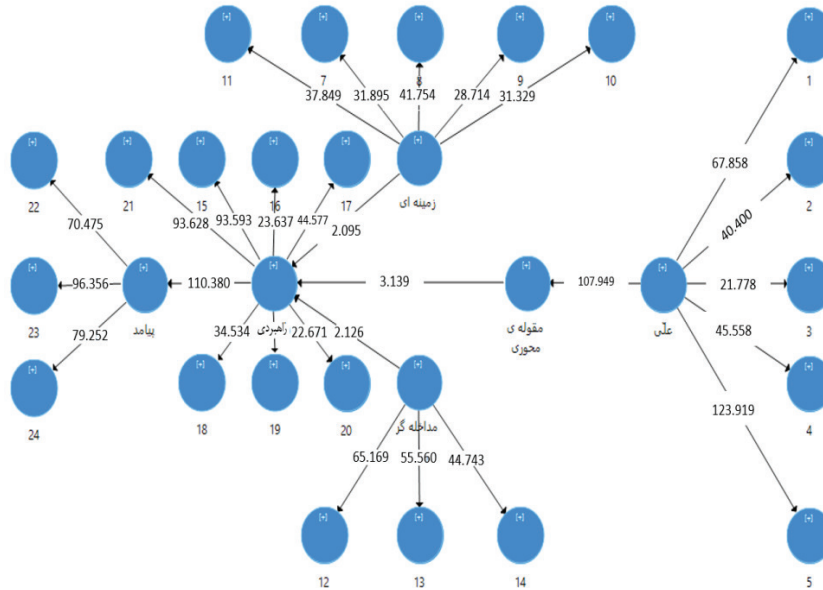 [+] [+] [+] [+] [+] [+]
11 7 8 9 10 1
37.849 31.895 41.754 28.714 31.329
67.858
[+] [+] [+] [+] [+] [+] [+]
22 21 15 16 17 زمینه ای 2
70.475 93.628 93.593 23.637 44.577 2.095 40.400
[+] [+] [+] [+] [+] [+]
96.356 110.380 3.139 107.949 21.778
23 پیامد راهبردی مقوله ی محوری علّی 3
79.252 34.534 22.671 2.126 45.558
[+] [+] [+] [+] [+] [+]
24 18 19 20 مداخله گر 4
123.919
65.169 55.560 44.743
[+] [+] [+] [+]
12 13 14 5